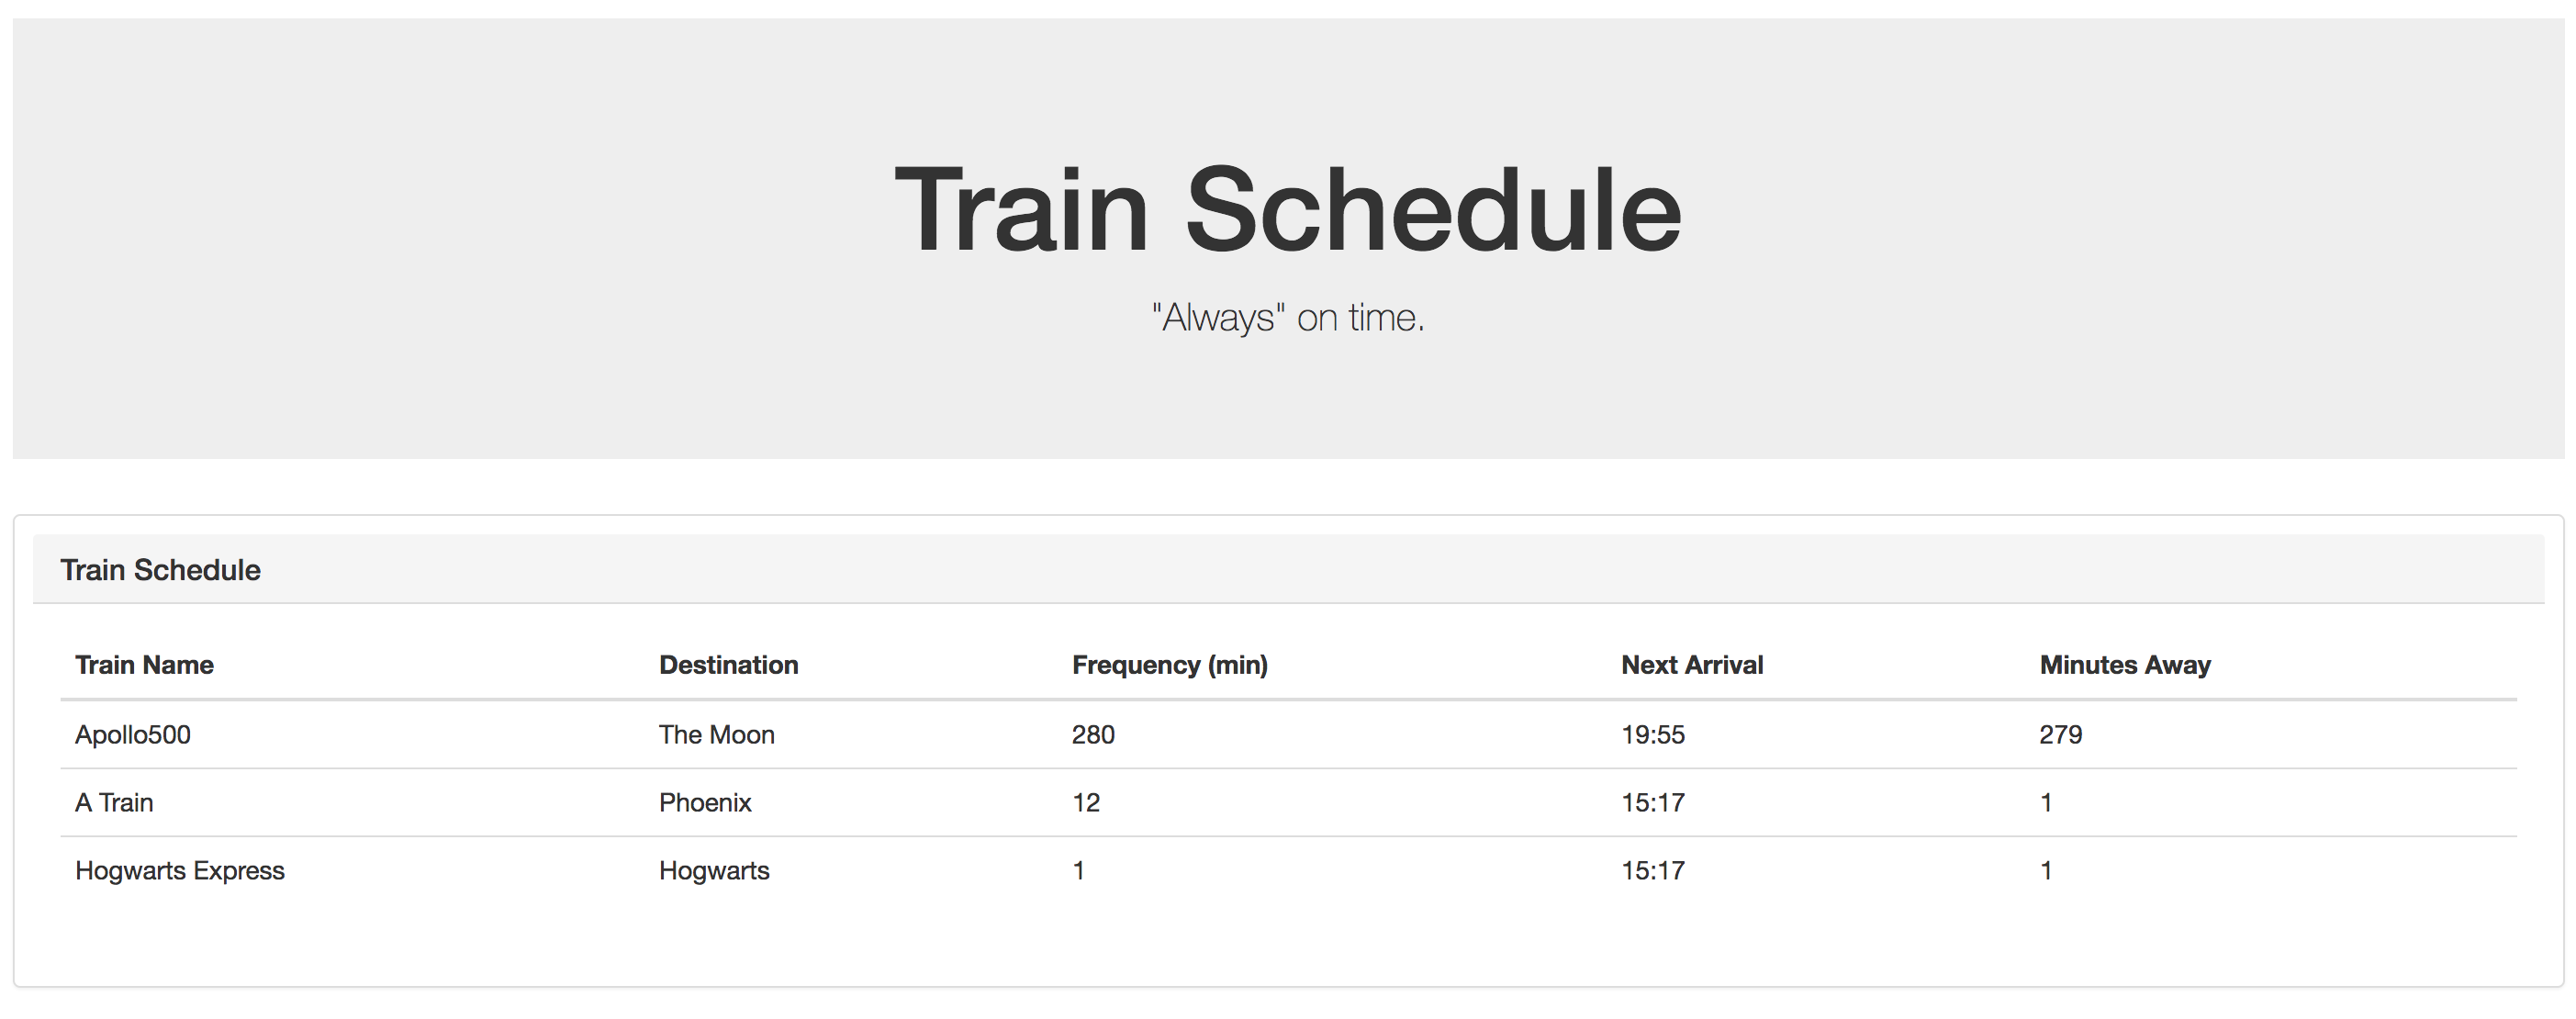 Train Schedule
"Always" on time.
Train Schedule
Train Name Destination Frequency (min) Next Arrival Minutes Away
Apollo500 The Moon 280 19:55 279
A Train Phoenix 12 15:17 1
Hogwarts Express Hogwarts 1 15:17 1